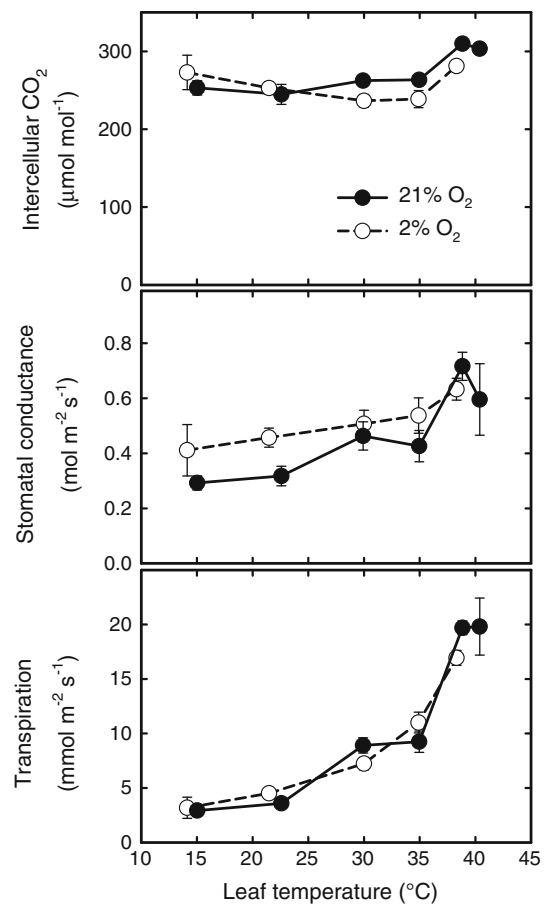 Intercellular CO₂
(μmol mol⁻¹)
300
200
100
0
21% O₂
2% O₂
Stomatal conductance
(mol m⁻² s⁻¹)
0.8
0.6
0.4
0.2
0.0
Transpiration
(mmol m⁻² s⁻¹)
20
15
10
5
0
10 15 20 25 30 35 40 45
Leaf temperature (°C)